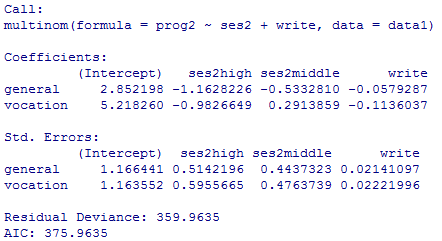 Call:
multinom(formula = prog2 ~ ses2 + write, data = data1)
Coefficients:
(Intercept) ses2high ses2middle write
general 2.852198 -1.1628226 -0.5332810 -0.0579287
vocation 5.218260 -0.9826649 0.2913859 -0.1136037
Std. Errors:
(Intercept) ses2high ses2middle write
general 1.166441 0.5142196 0.4437323 0.02141097
vocation 1.163552 0.5955665 0.4763739 0.02221996
Residual Deviance: 359.9635
AIC: 375.9635